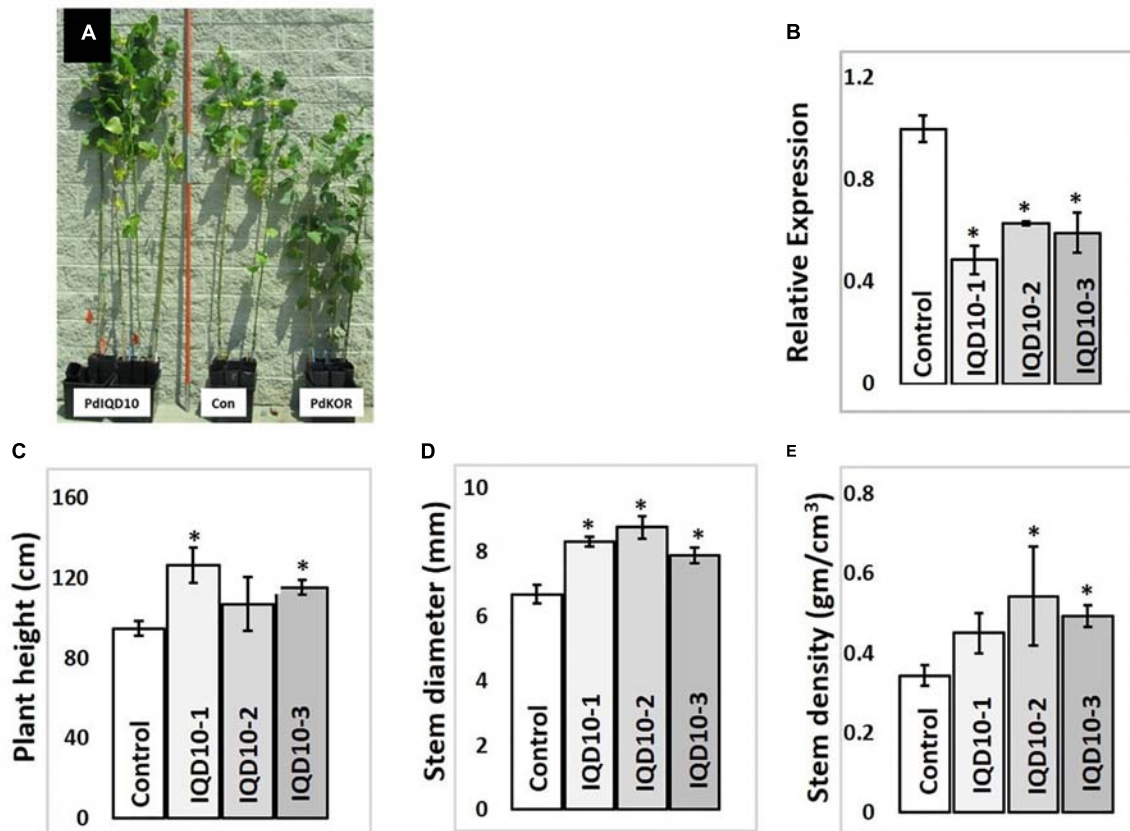 A
PdIQD10
Con
PdKOR
B
Relative Expression
1.2
0.8
0.4
0
*
*
*
Control
IQD10-1
IQD10-2
IQD10-3
C
Plant height (cm)
160
120
80
40
0
*
*
Control
IQD10-1
IQD10-2
IQD10-3
D
Stem diameter (mm)
10
8
6
4
2
0
*
*
*
Control
IQD10-1
IQD10-2
IQD10-3
E
Stem density (gm/cm³)
0.8
0.6
0.4
0.2
0
*
*
Control
IQD10-1
IQD10-2
IQD10-3